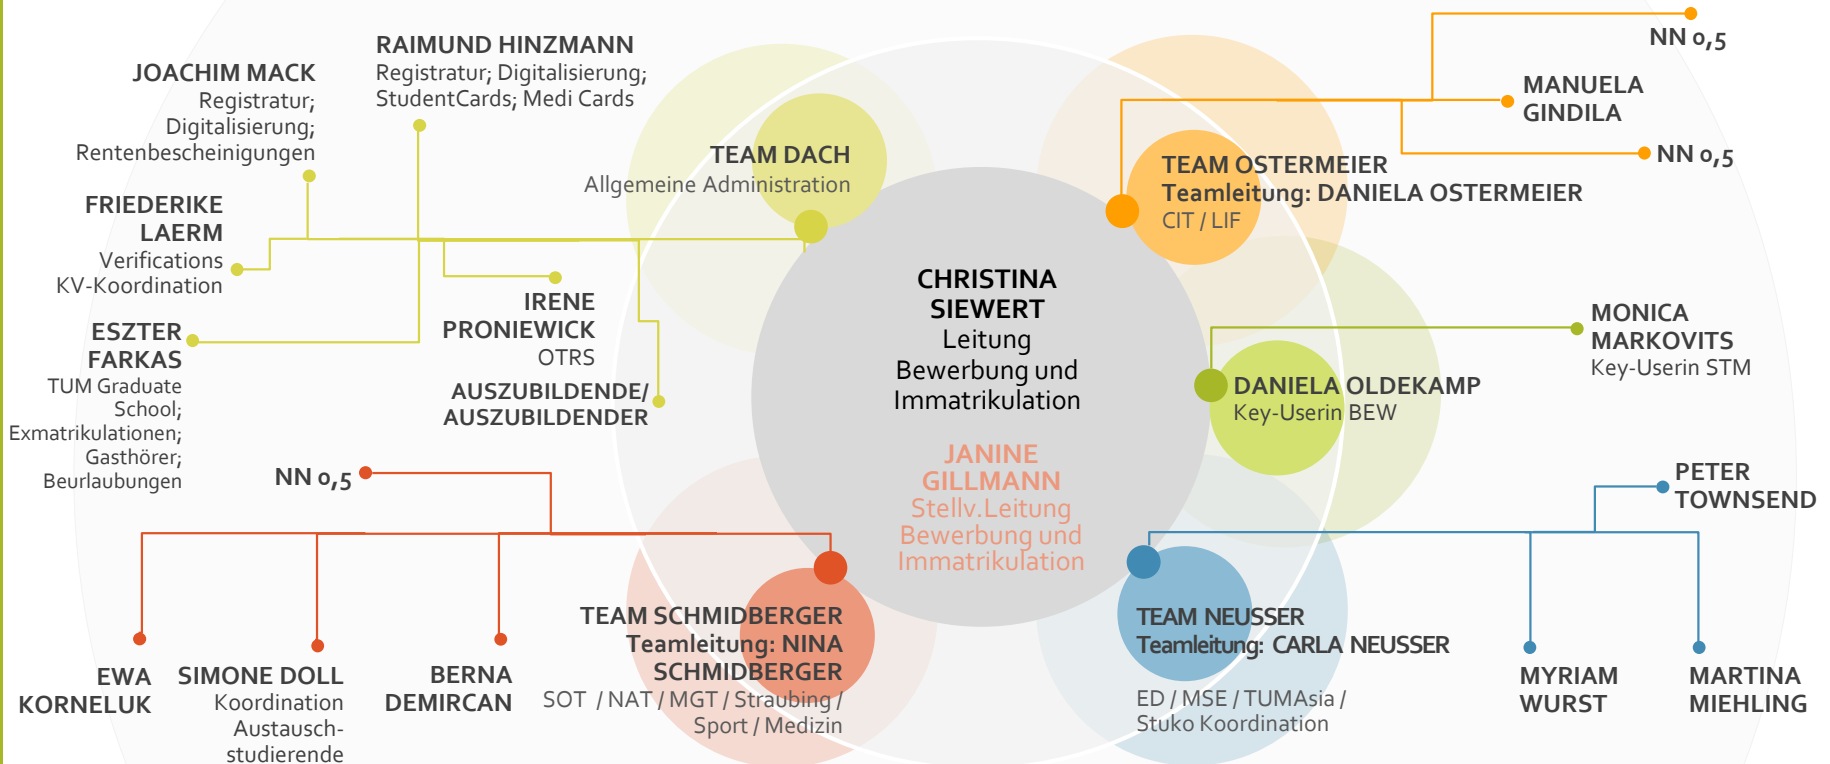 RAIMUND HINZMANN
Registratur; Digitalisierung;
StudentCards; Medi Cards
JOACHIM MACK
Registratur;
Digitalisierung;
Rentenbescheinigungen
FRIEDERIKE
LAERM
Verifications
KV-Koordination
ESZTER
FARKAS
TUM Graduate
School;
Exmatrikulationen;
Gasthörer;
Beurlaubungen
IRENE
PRONIEWICK
OTRS
AUSZUBILDENDE/
AUSZUBILDENDER
TEAM DACH
Allgemeine Administration
NN 0,5
MANUELA
GINDILA
NN 0,5
TEAM OSTERMEIER
Teamleitung: DANIELA OSTERMEIER
CIT / LIF
CHRISTINA
SIEWERT
Leitung
Bewerbung und
Immatrikulation
JANINE
GILLMANN
Stellv.Leitung
Bewerbung und
Immatrikulation
MONICA
MARKOVITS
Key-Userin STM
DANIELA OLDEKAMP
Key-Userin BEW
NN 0,5
EWA
KORNELUK
SIMONE DOLL
Koordination
Austausch-
studierende
BERNA
DEMIRCAN
TEAM SCHMIDBERGER
Teamleitung: NINA
SCHMIDBERGER
SOT / NAT / MGT / Straubing /
Sport / Medizin
PETER
TOWNSEND
TEAM NEUSSER
Teamleitung: CARLA NEUSSER
ED / MSE / TUMAsia /
Stuko Koordination
MYRIAM
WURST
MARTINA
MIEHLING